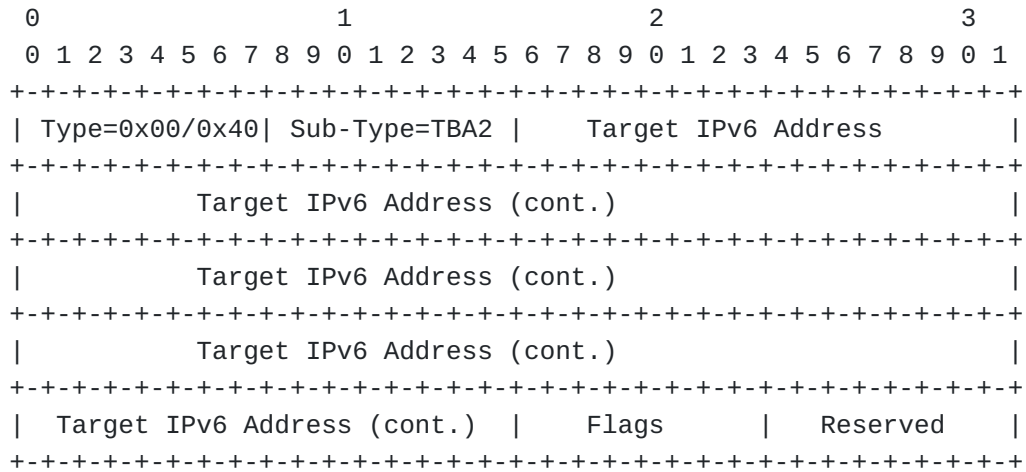 0                   1                   2                   3
 0 1 2 3 4 5 6 7 8 9 0 1 2 3 4 5 6 7 8 9 0 1 2 3 4 5 6 7 8 9 0 1
+-+-+-+-+-+-+-+-+-+-+-+-+-+-+-+-+-+-+-+-+-+-+-+-+-+-+-+-+-+-+-+-+
| Type=0x00/0x40| Sub-Type=TBA2 |    Target IPv6 Address        |
+-+-+-+-+-+-+-+-+-+-+-+-+-+-+-+-+-+-+-+-+-+-+-+-+-+-+-+-+-+-+-+-+
|           Target IPv6 Address (cont.)                         |
+-+-+-+-+-+-+-+-+-+-+-+-+-+-+-+-+-+-+-+-+-+-+-+-+-+-+-+-+-+-+-+-+
|           Target IPv6 Address (cont.)                         |
+-+-+-+-+-+-+-+-+-+-+-+-+-+-+-+-+-+-+-+-+-+-+-+-+-+-+-+-+-+-+-+-+
|           Target IPv6 Address (cont.)                         |
+-+-+-+-+-+-+-+-+-+-+-+-+-+-+-+-+-+-+-+-+-+-+-+-+-+-+-+-+-+-+-+-+
|  Target IPv6 Address (cont.)  |    Flags      |   Reserved    |
+-+-+-+-+-+-+-+-+-+-+-+-+-+-+-+-+-+-+-+-+-+-+-+-+-+-+-+-+-+-+-+-+